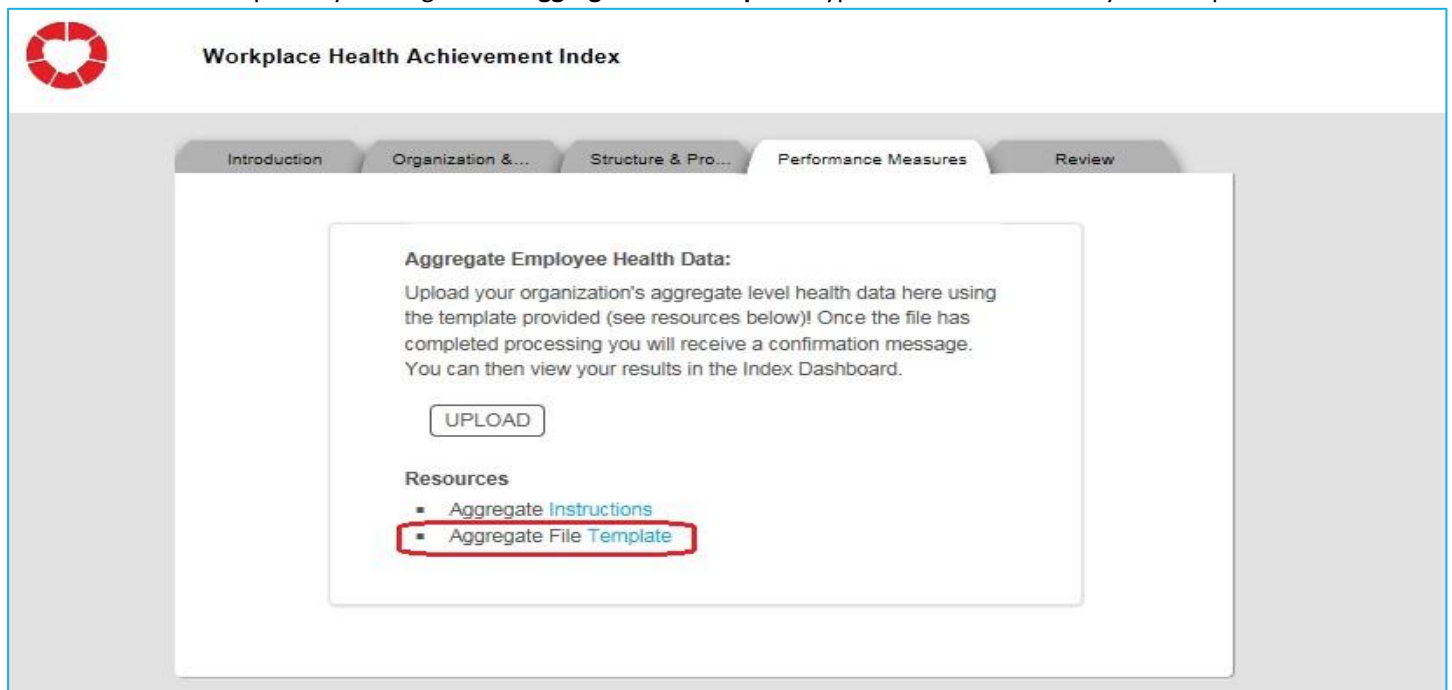 Workplace Health Achievement Index
Introduction
Organization &...
Structure & Pro...
Performance Measures
Review
Aggregate Employee Health Data:
Upload your organization's aggregate level health data here using
the template provided (see resources below)! Once the file has
completed processing you will receive a confirmation message.
You can then view your results in the Index Dashboard.
UPLOAD
Resources
▪ Aggregate Instructions
▪ Aggregate File Template